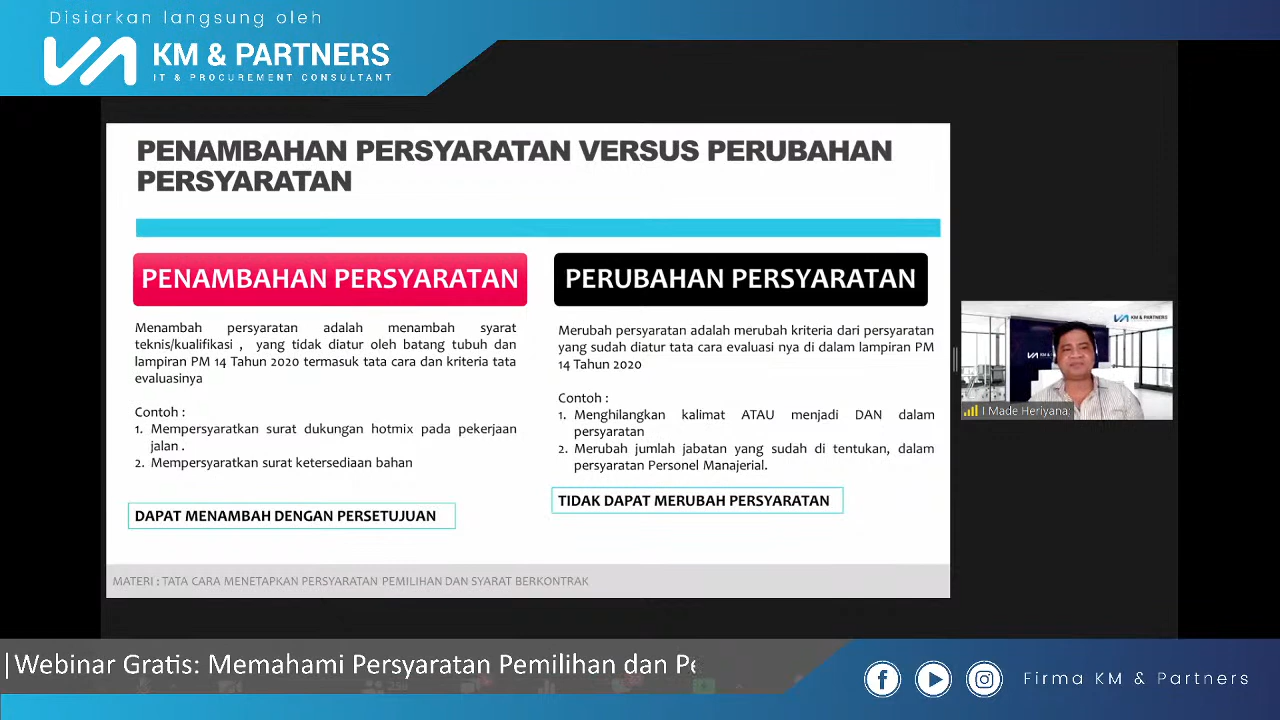 Disiarkan langsung oleh
KM & PARTNERS
IT & PROCUREMENT CONSULTANT
PENAMBAHAN PERSYARATAN VERSUS PERUBAHAN
PERSYARATAN
PENAMBAHAN PERSYARATAN
Menambah persyaratan adalah menambah syarat
teknis/kualifikasi , yang tidak diatur oleh batang tubuh dan
lampiran PM 14 Tahun 2020 termasuk tata cara dan kriteria tata
evaluasinya
Contoh :
1. Mempersyaratkan surat dukungan hotmix pada pekerjaan
jalan .
2. Mempersyaratkan surat ketersediaan bahan
DAPAT MENAMBAH DENGAN PERSETUJUAN
PERUBAHAN PERSYARATAN
Merubah persyaratan adalah merubah kriteria dari persyaratan
yang sudah diatur tata cara evaluasi nya di dalam lampiran PM
14 Tahun 2020
Contoh :
1. Menghilangkan kalimat ATAU menjadi DAN dalam
persyaratan
2. Merubah jumlah jabatan yang sudah di tentukan, dalam
persyaratan Personel Manajerial.
TIDAK DAPAT MERUBAH PERSYARATAN
MATERI : TATA CARA MENETAPKAN PERSYARATAN PEMILIHAN DAN SYARAT BERKONTRAK
KM & PARTNERS
I Made Heriyana:
| Webinar Gratis: Memahami Persyaratan Pemilihan dan Pe
Firma KM & Partners